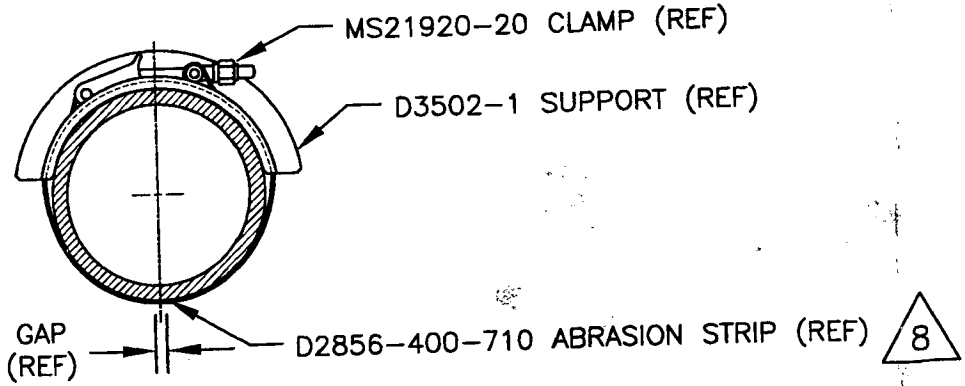 MS21920-20 CLAMP (REF)
D3502-1 SUPPORT (REF)
GAP
(REF)
D2856-400-710 ABRASION STRIP (REF)
8